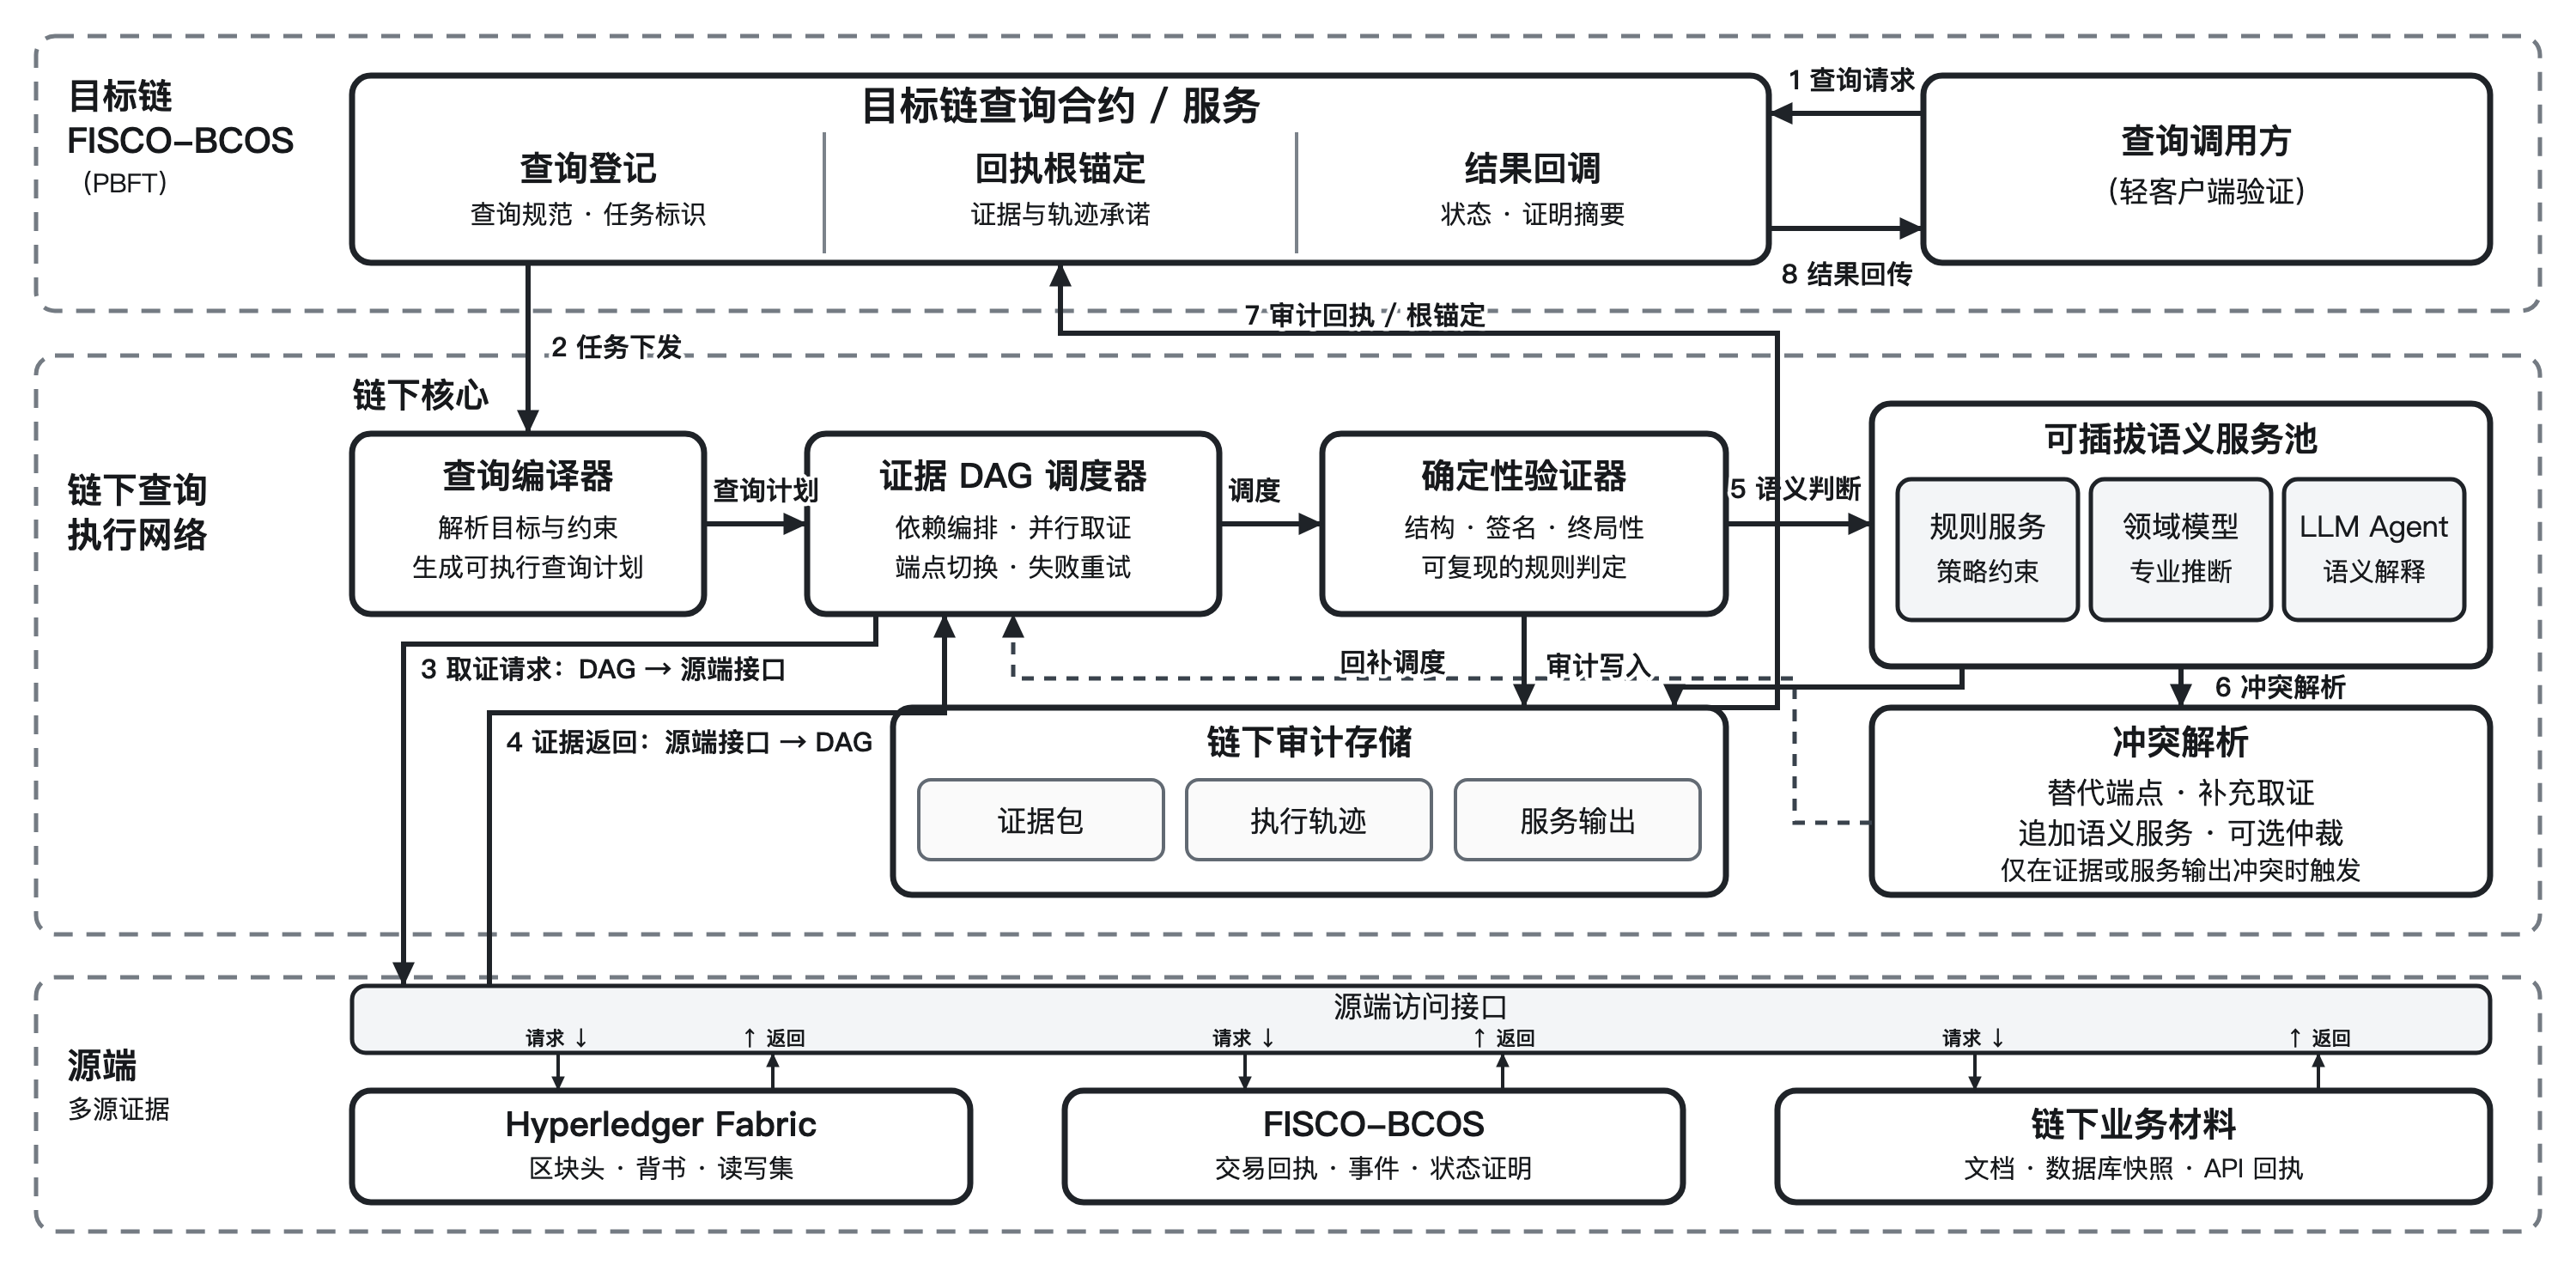 目标链
FISCO-BCOS
(PBFT)
目标链查询合约 / 服务
查询登记
查询规范 · 任务标识
回执根锚定
证据与轨迹承诺
结果回调
状态 · 证明摘要
1 查询请求
8 结果回传
查询调用方
(轻客户端验证)
7 审计回执 / 根锚定
2 任务下发
链下核心
链下查询
执行网络
查询编译器
解析目标与约束
生成可执行查询计划
查询计划
证据 DAG 调度器
依赖编排 · 并行取证
端点切换 · 失败重试
调度
确定性验证器
结构 · 签名 · 终局性
可复现的规则判定
5 语义判断
可插拔语义服务池
规则服务
策略约束
领域模型
专业推断
LLM Agent
语义解释
3 取证请求：DAG → 源端接口
回补调度
审计写入
6 冲突解析
4 证据返回：源端接口 → DAG
链下审计存储
证据包
执行轨迹
服务输出
冲突解析
替代端点 · 补充取证
追加语义服务 · 可选仲裁
仅在证据或服务输出冲突时触发
源端
多源证据
源端访问接口
请求 ↓
↑ 返回
请求 ↓
↑ 返回
请求 ↓
↑ 返回
Hyperledger Fabric
区块头 · 背书 · 读写集
FISCO-BCOS
交易回执 · 事件 · 状态证明
链下业务材料
文档 · 数据库快照 · API 回执